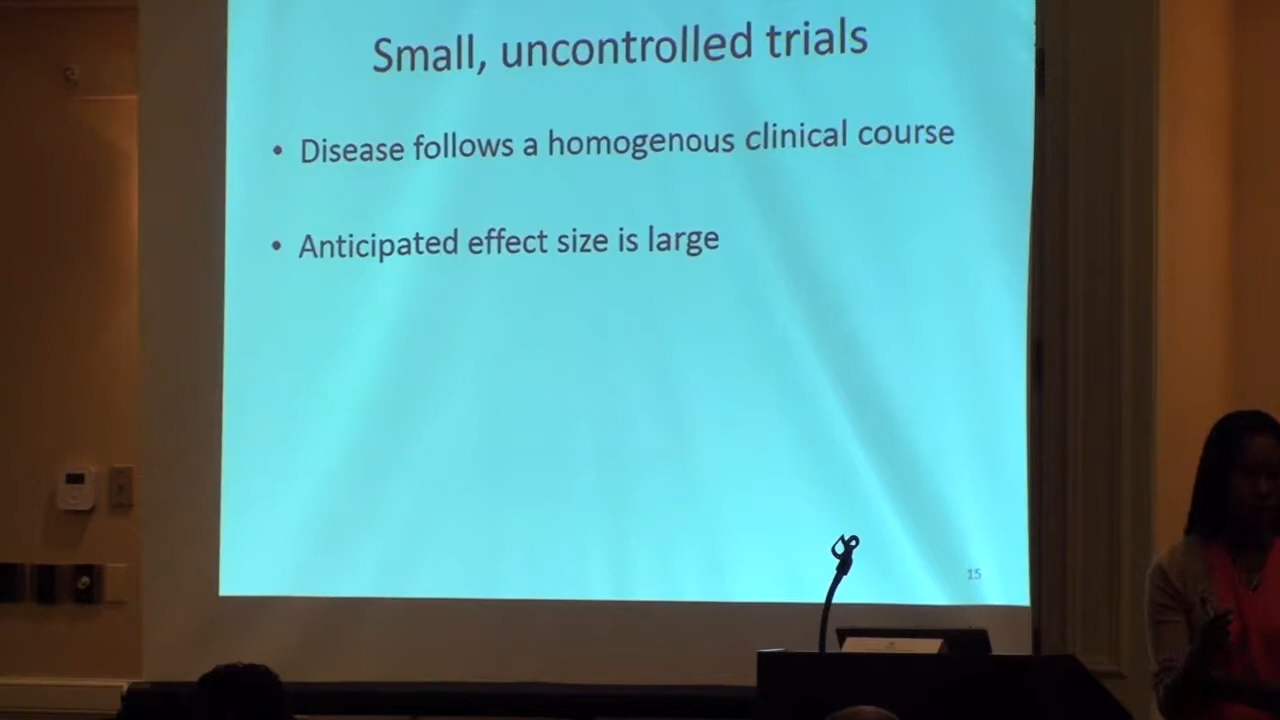 Small, uncontrolled trials
• Disease follows a homogenous clinical course
• Anticipated effect size is large
15